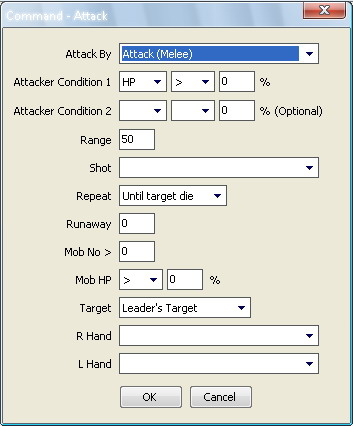 Command - Attack
Attack By Attack (Melee)
Attacker Condition 1 HP > 0 %
Attacker Condition 2 0 % (Optional)
Range 50
Shot
Repeat Until target die
Runaway 0
Mob No > 0
Mob HP > 0 %
Target Leader's Target
R Hand
L Hand
OK Cancel